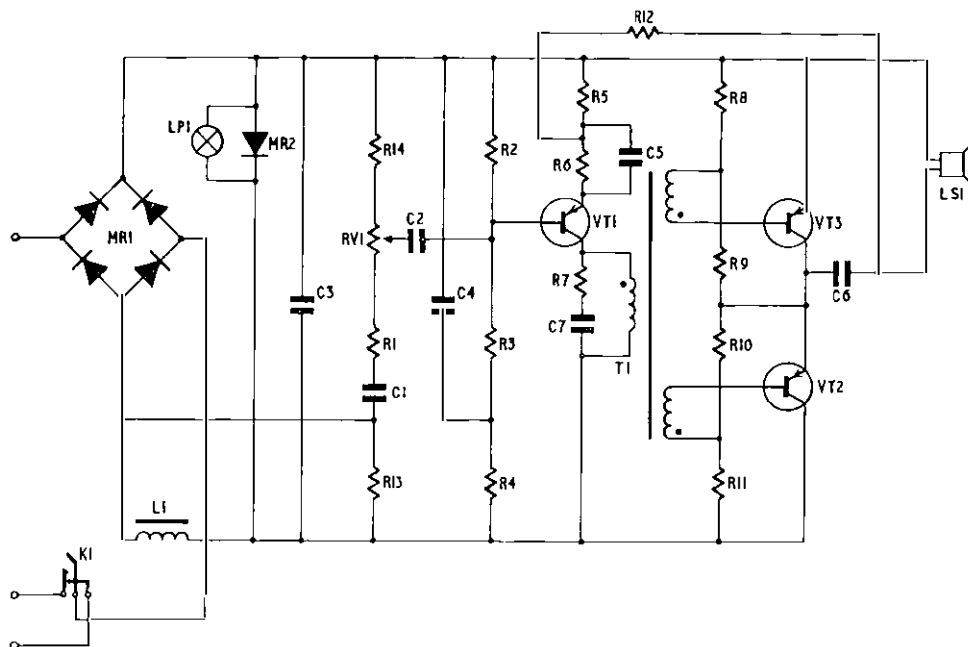 R12
R5
R8
LP1
MR2
R14
R2
R6
C5
LS1
MR1
C2
VT1
VT3
RV1
R9
C3
C4
R7
C6
R1
R3
C7
R10
T1
VT2
C1
R13
R4
R11
L1
K1